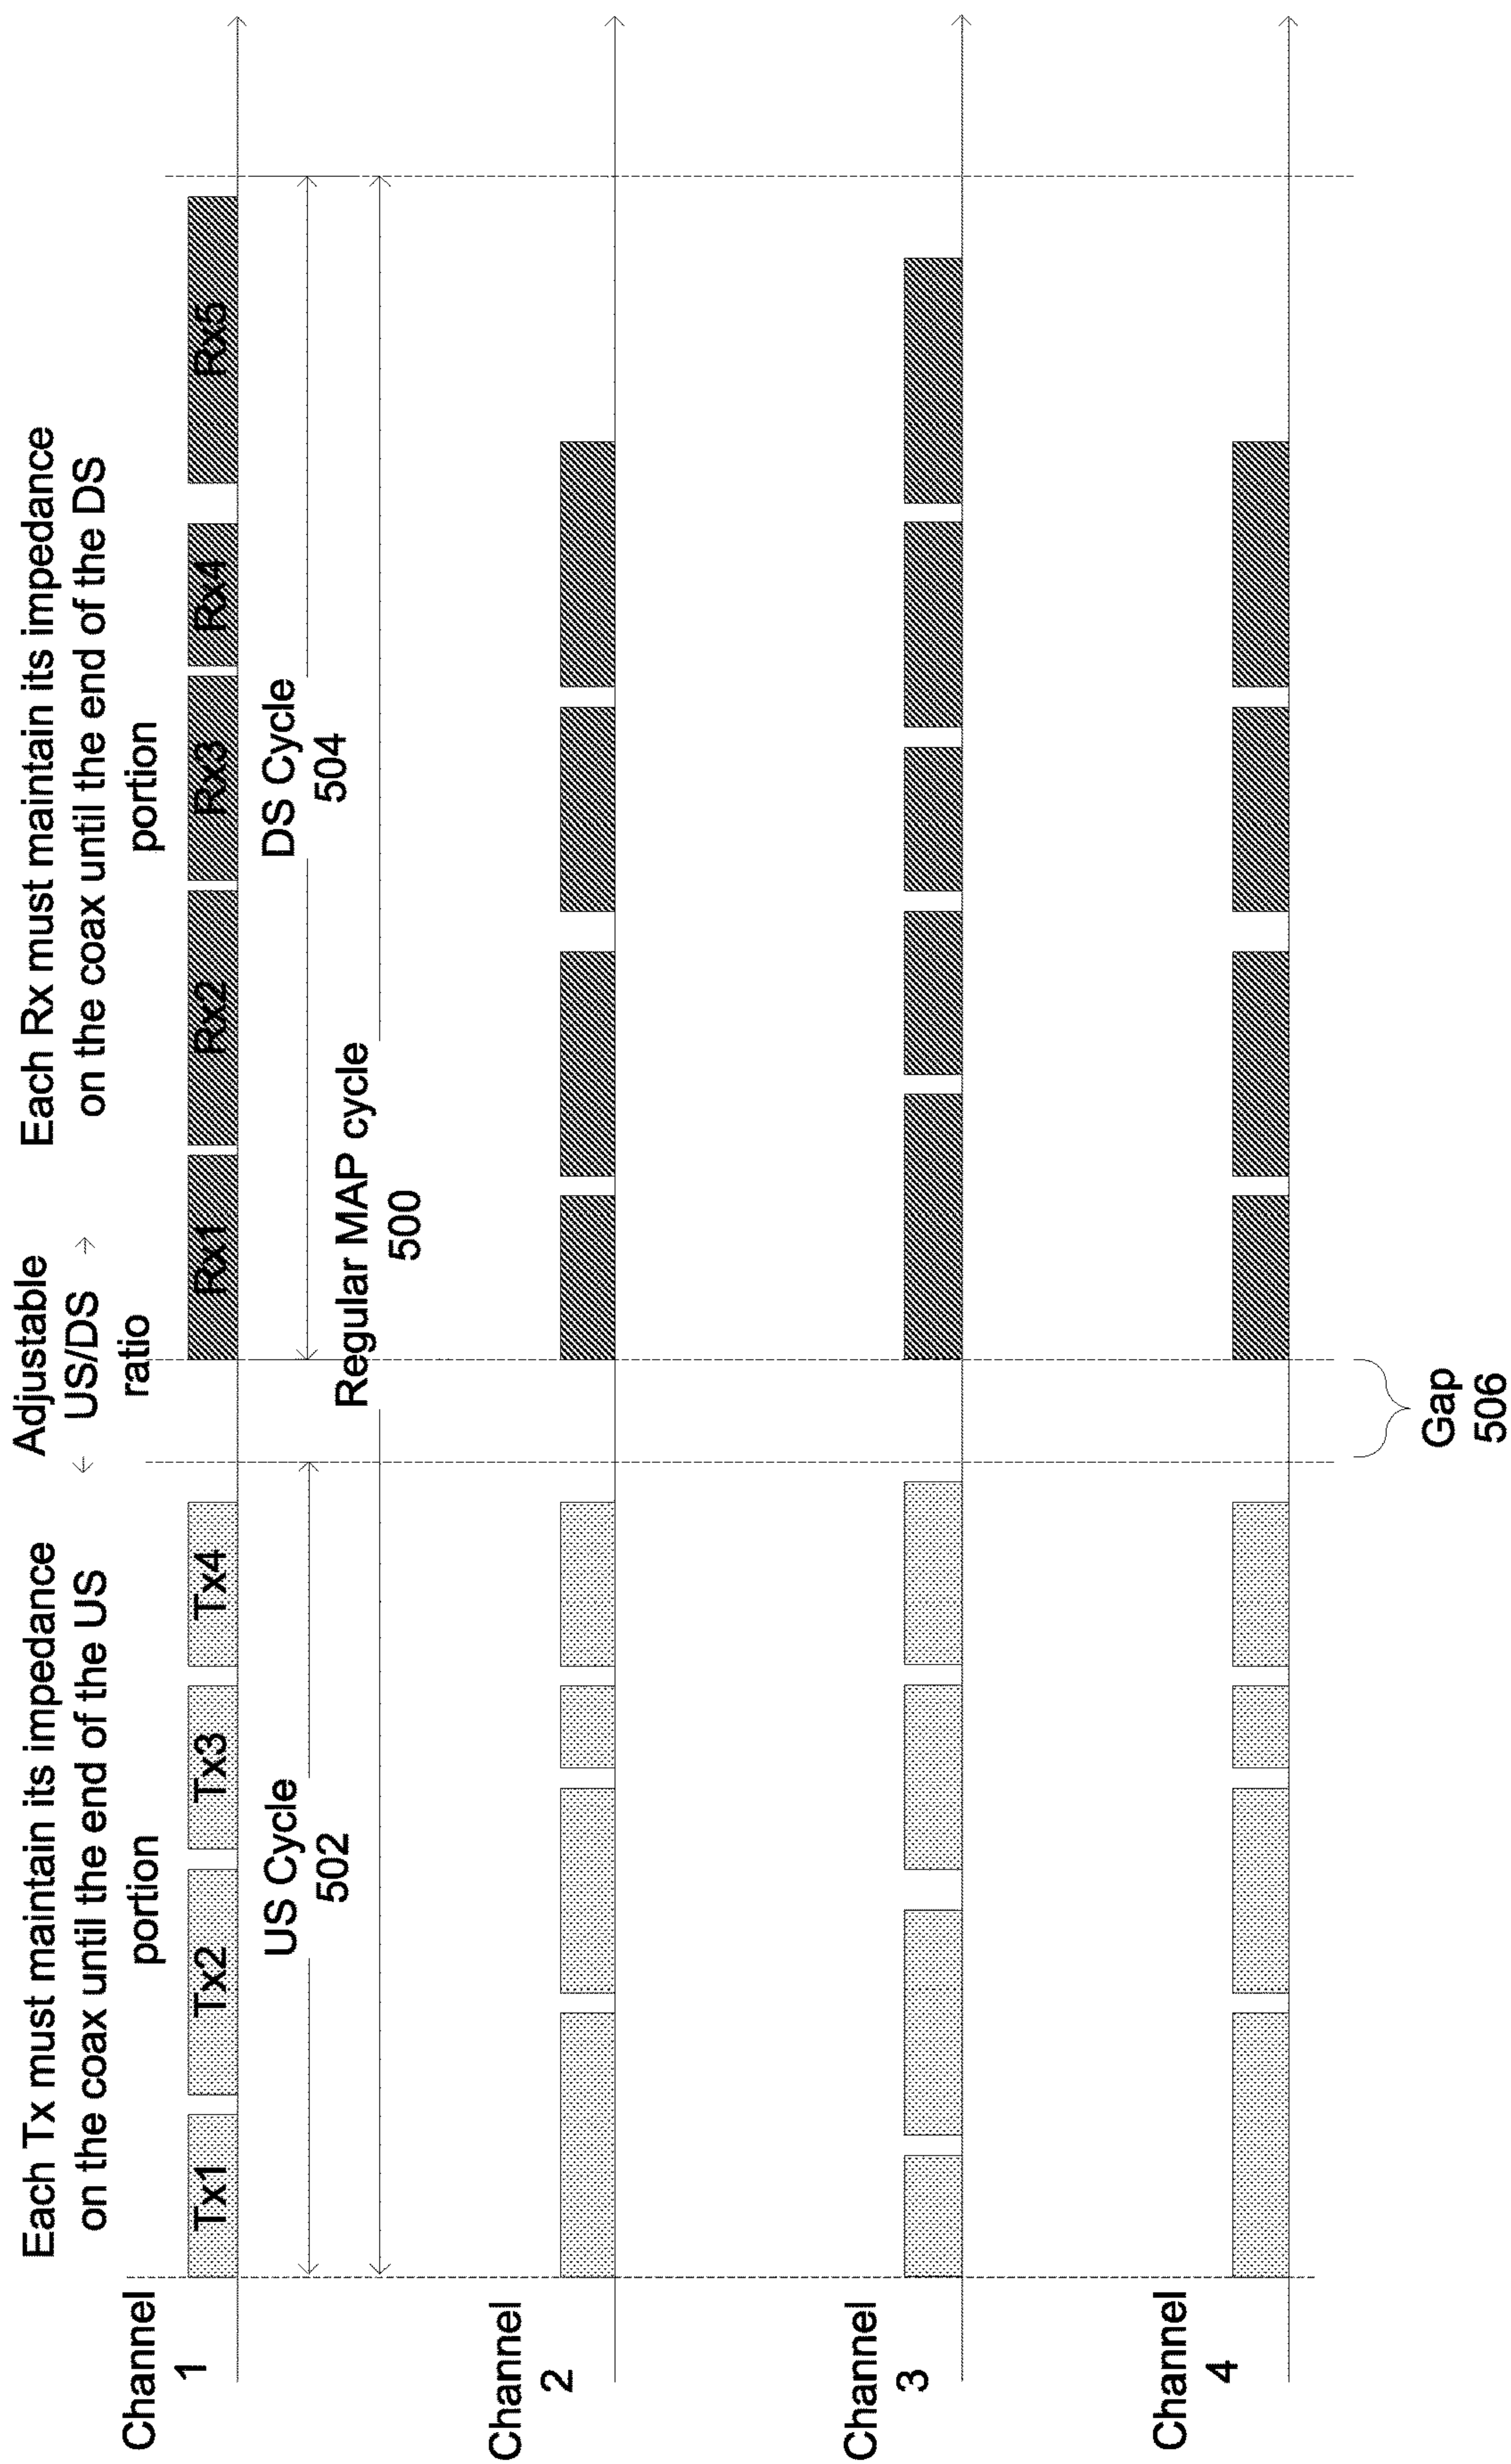 Each Tx must maintain its impedance
on the coax until the end of the US
portion
Adjustable
US/DS
ratio
Each Rx must maintain its impedance
on the coax until the end of the DS
portion
Channel
1
Tx1
Tx2
Tx3
Tx4
Rx1
Rx2
Rx3
Rx4
Rx5
US Cycle
502
DS Cycle
504
Regular MAP cycle
500
Channel
2
Channel
3
Channel
4
Gap
506